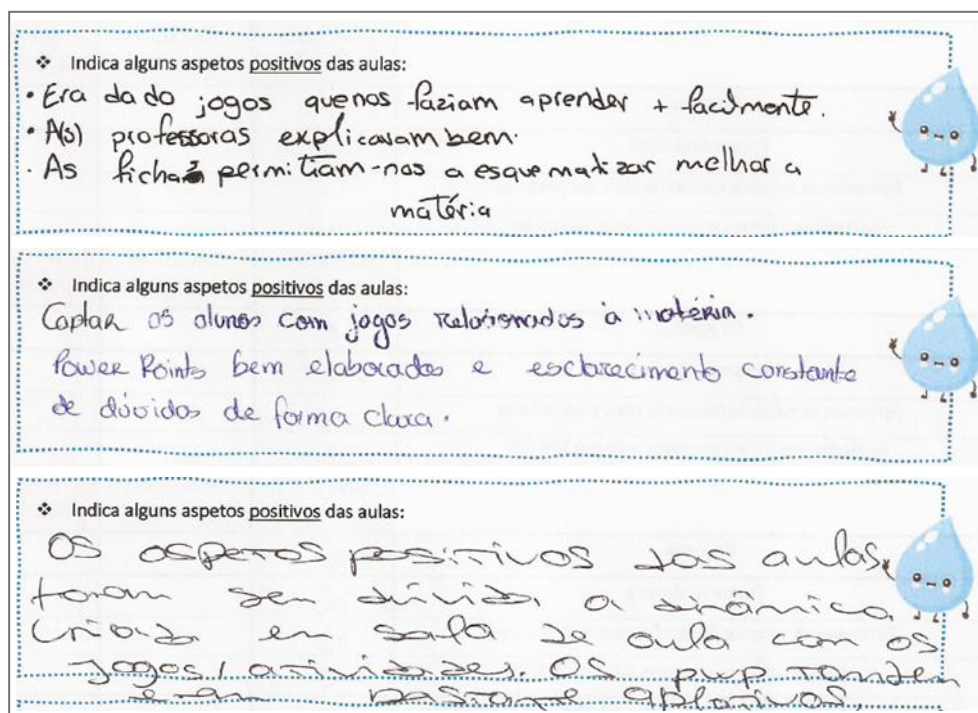 ❖ Indica alguns aspetos positivos das aulas:
• Era dado jogos que nos faziam aprender + facilmente.
• A(s) professoras explicavam bem.
• As fichas permitiam-nos a esquematizar melhor a
matéria
❖ Indica alguns aspetos positivos das aulas:
Captar os alunos com jogos relacionados à matéria.
Power Points bem elaborados e esclarecimento constante
de dúvidas de forma clara.
❖ Indica alguns aspetos positivos das aulas:
OS aspetos positivos das aulas,
foram sem dúvida a dinâmica
criada em sala de aula com os
jogos/atividades. OS pwp também
eram bastante